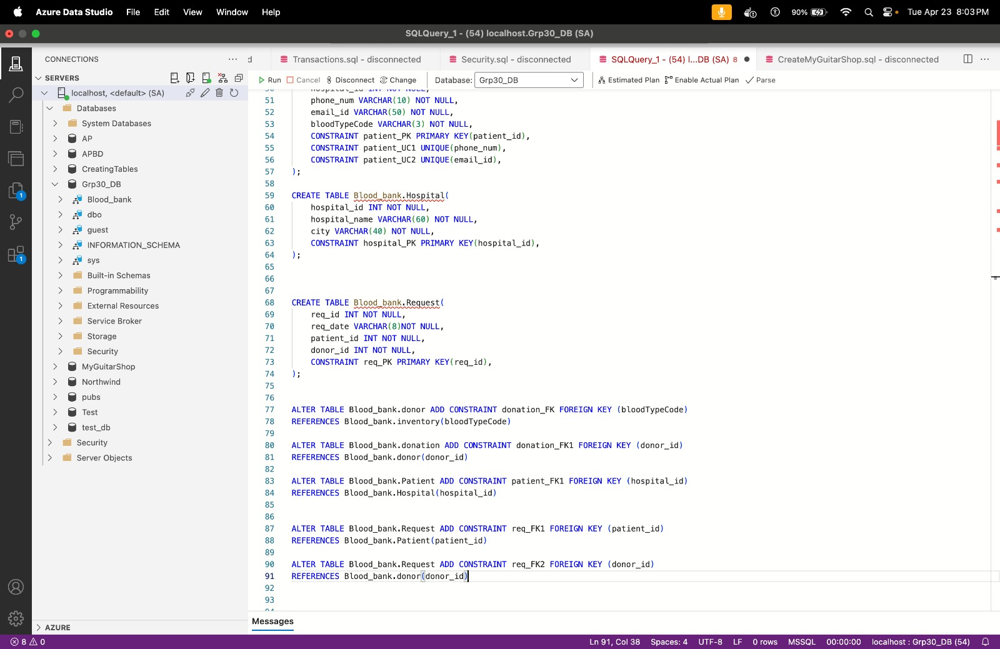 Azure Data Studio File Edit View Window Help 90% Tue Apr 23 8:03 PM
SQLQuery_1 - (54) localhost.Grp30_DB (SA)
CONNECTIONS
d Transactions.sql - disconnected Security.sql - disconnected SQLQuery_1 - (54) l...DB (SA) 8 CreateMyGuitarShop.sql - disconnected
SERVERS
Run Cancel Disconnect Change Database: Grp30_DB Estimated Plan Enable Actual Plan Parse
localhost, <default> (SA)
Databases
System Databases
AP
APBD
CreatingTables
Grp30_DB
Blood_bank
dbo
guest
INFORMATION_SCHEMA
sys
Built-in Schemas
Programmability
External Resources
Service Broker
Storage
Security
MyGuitarShop
Northwind
pubs
Test
test_db
Security
Server Objects
AZURE
1
1
50 hospital_id INT NOT NULL,
51 phone_num VARCHAR(10) NOT NULL,
52 email_id VARCHAR(50) NOT NULL,
53 bloodTypeCode VARCHAR(3) NOT NULL,
54 CONSTRAINT patient_PK PRIMARY KEY(patient_id),
55 CONSTRAINT patient_UC1 UNIQUE(phone_num),
56 CONSTRAINT patient_UC2 UNIQUE(email_id),
57 );
58
59 CREATE TABLE Blood_bank.Hospital(
60 hospital_id INT NOT NULL,
61 hospital_name VARCHAR(60) NOT NULL,
62 city VARCHAR(40) NOT NULL,
63 CONSTRAINT hospital_PK PRIMARY KEY(hospital_id),
64 );
65
66
67
68 CREATE TABLE Blood_bank.Request(
69 req_id INT NOT NULL,
70 req_date VARCHAR(8)NOT NULL,
71 patient_id INT NOT NULL,
72 donor_id INT NOT NULL,
73 CONSTRAINT req_PK PRIMARY KEY(req_id),
74 );
75
76
77 ALTER TABLE Blood_bank.donor ADD CONSTRAINT donation_FK FOREIGN KEY (bloodTypeCode)
78 REFERENCES Blood_bank.inventory(bloodTypeCode)
79
80 ALTER TABLE Blood_bank.donation ADD CONSTRAINT donation_FK1 FOREIGN KEY (donor_id)
81 REFERENCES Blood_bank.donor(donor_id)
82
83 ALTER TABLE Blood_bank.Patient ADD CONSTRAINT patient_FK1 FOREIGN KEY (hospital_id)
84 REFERENCES Blood_bank.Hospital(hospital_id)
85
86
87 ALTER TABLE Blood_bank.Request ADD CONSTRAINT req_FK1 FOREIGN KEY (patient_id)
88 REFERENCES Blood_bank.Patient(patient_id)
89
90 ALTER TABLE Blood_bank.Request ADD CONSTRAINT req_FK2 FOREIGN KEY (donor_id)
91 REFERENCES Blood_bank.donor(donor_id)
92
93
94
Messages
8 0 Ln 91, Col 38 Spaces: 4 UTF-8 LF 0 rows MSSQL 00:00:00 localhost : Grp30_DB (54)